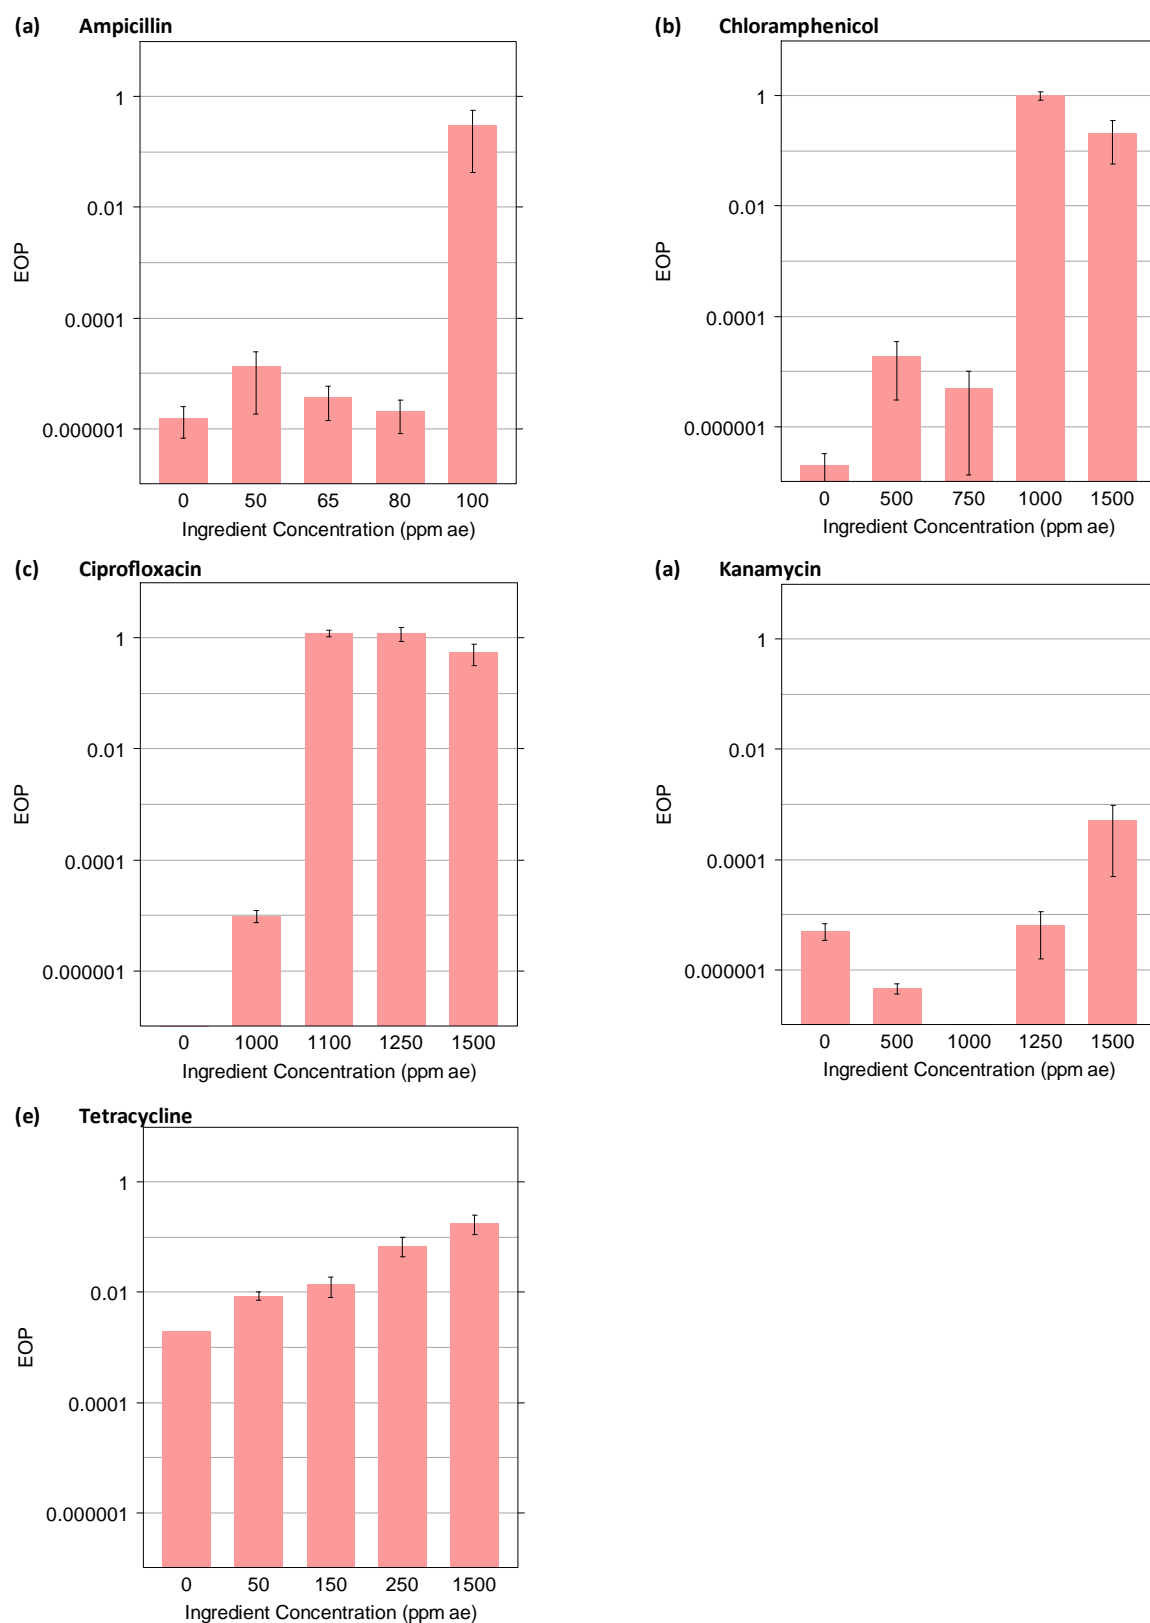 (a) Ampicillin
1
0.01
0.0001
0.000001
EOP
0 50 65 80 100
Ingredient Concentration (ppm ae)
(b) Chloramphenicol
1
0.01
0.0001
0.000001
EOP
0 500 750 1000 1500
Ingredient Concentration (ppm ae)
(c) Ciprofloxacin
1
0.01
0.0001
0.000001
EOP
0 1000 1100 1250 1500
Ingredient Concentration (ppm ae)
(a) Kanamycin
1
0.01
0.0001
0.000001
EOP
0 500 1000 1250 1500
Ingredient Concentration (ppm ae)
(e) Tetracycline
1
0.01
0.0001
0.000001
EOP
0 50 150 250 1500
Ingredient Concentration (ppm ae)